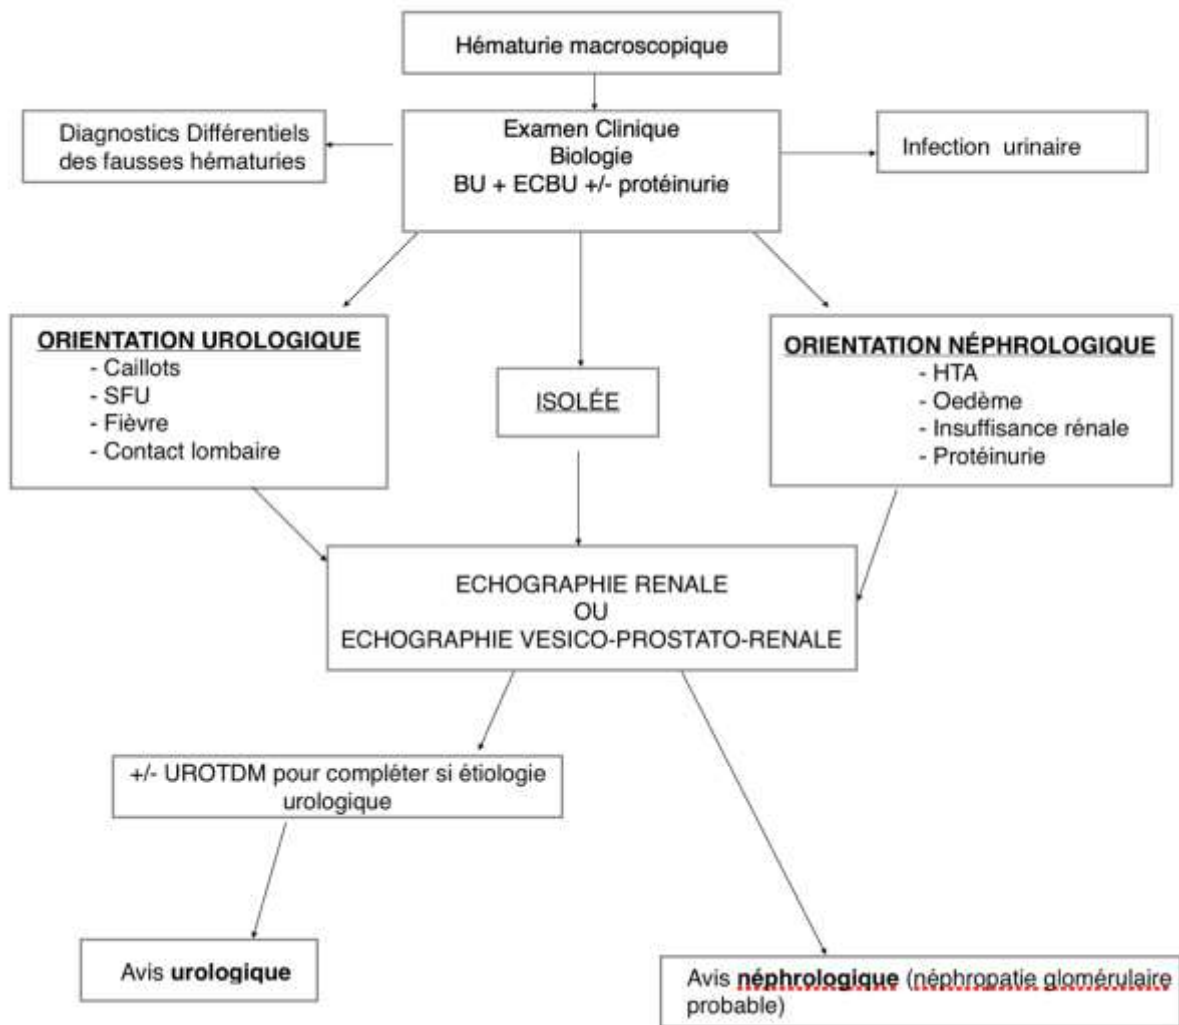 Hématurie macroscopique
Diagnostics Différentiels
des fausses hématuries
Examen Clinique
Biologie
BU + ECBU +/- protéinurie
Infection urinaire
ORIENTATION UROLOGIQUE
- Caillots
- SFU
- Fièvre
- Contact lombaire
ISOLÉE
ORIENTATION NÉPHROLOGIQUE
- HTA
- Oedème
- Insuffisance rénale
- Protéinurie
ECHOGRAPHIE RENALE
OU
ECHOGRAPHIE VESICO-PROSTATO-RENALE
+/- UROTDM pour compléter si étiologie
urologique
Avis urologique
Avis néphrologique (néphropatie glomérulaire
probable)